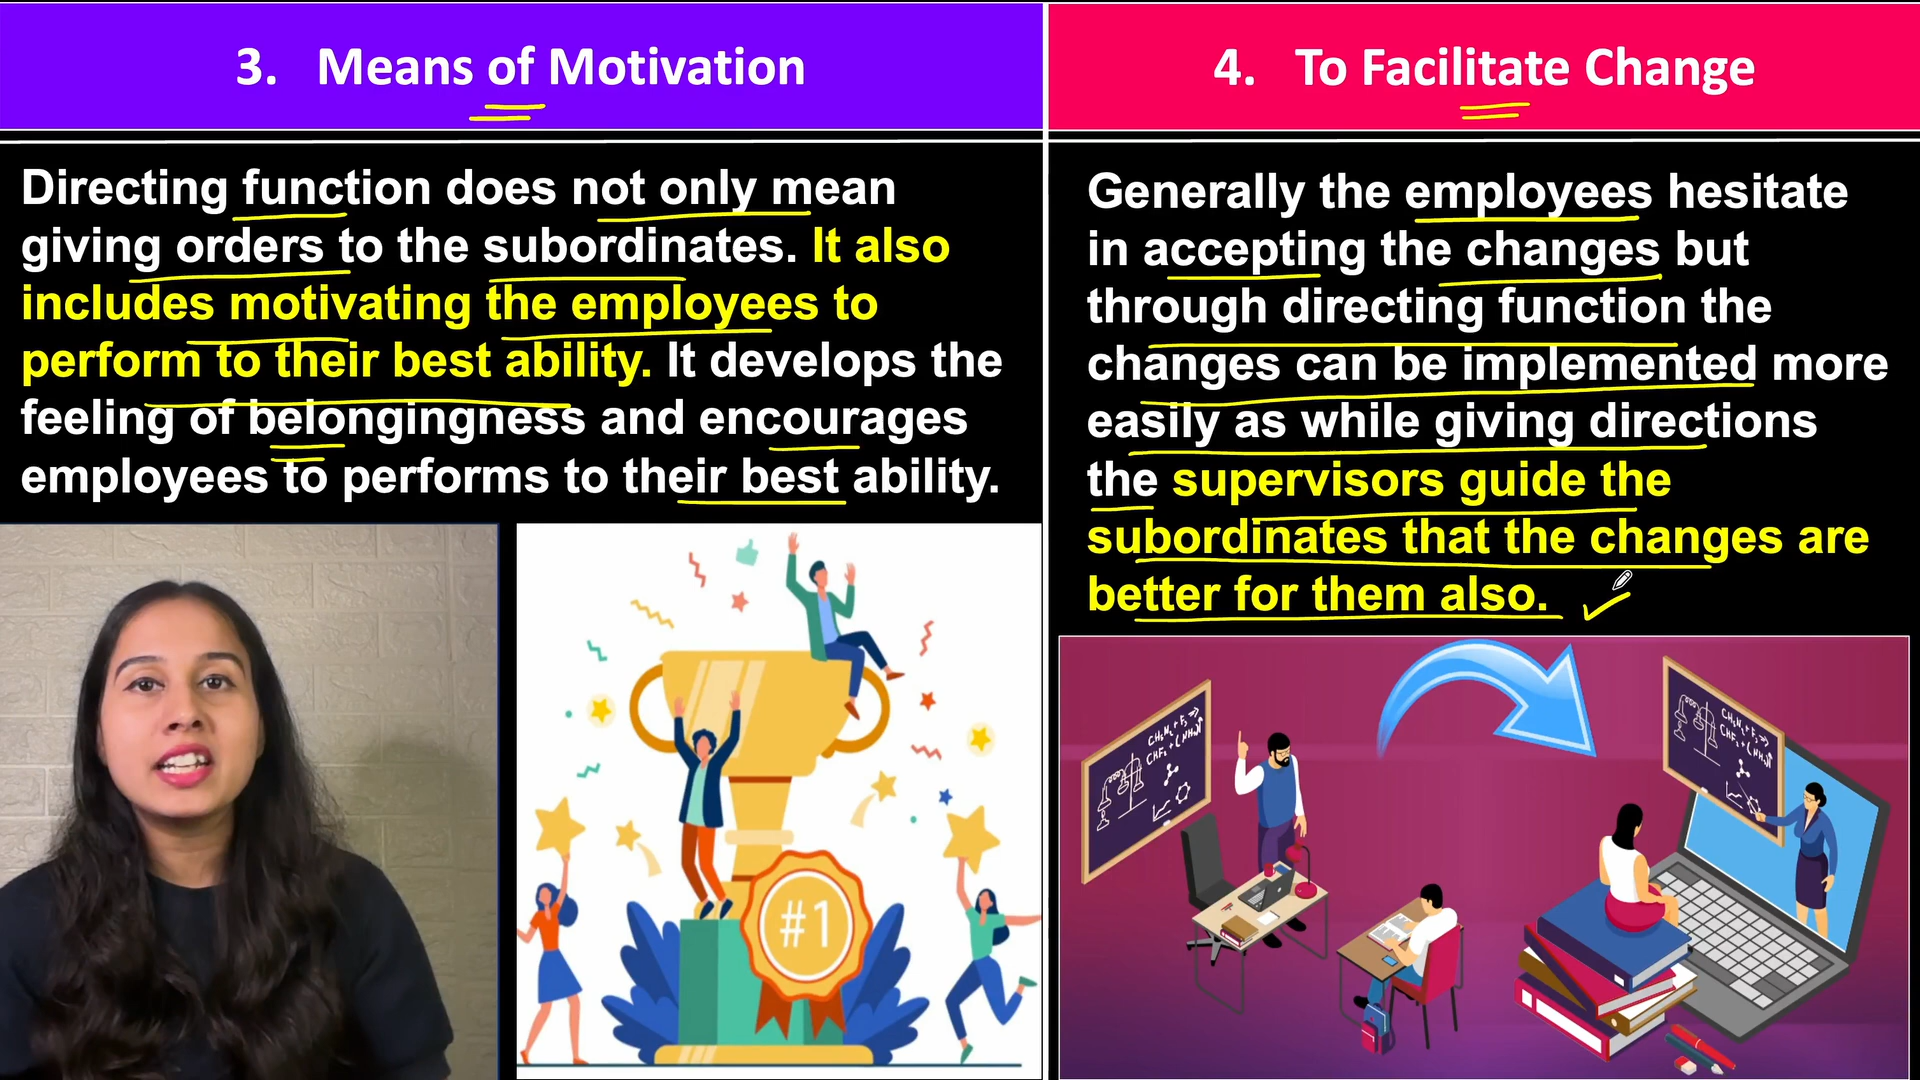 3. Means of Motivation
Directing function does not only mean
giving orders to the subordinates. It also
includes motivating the employees to
perform to their best ability. It develops the
feeling of belongingness and encourages
employees to performs to their best ability.
#1
4. To Facilitate Change
Generally the employees hesitate
in accepting the changes but
through directing function the
changes can be implemented more
easily as while giving directions
the supervisors guide the
subordinates that the changes are
better for them also.